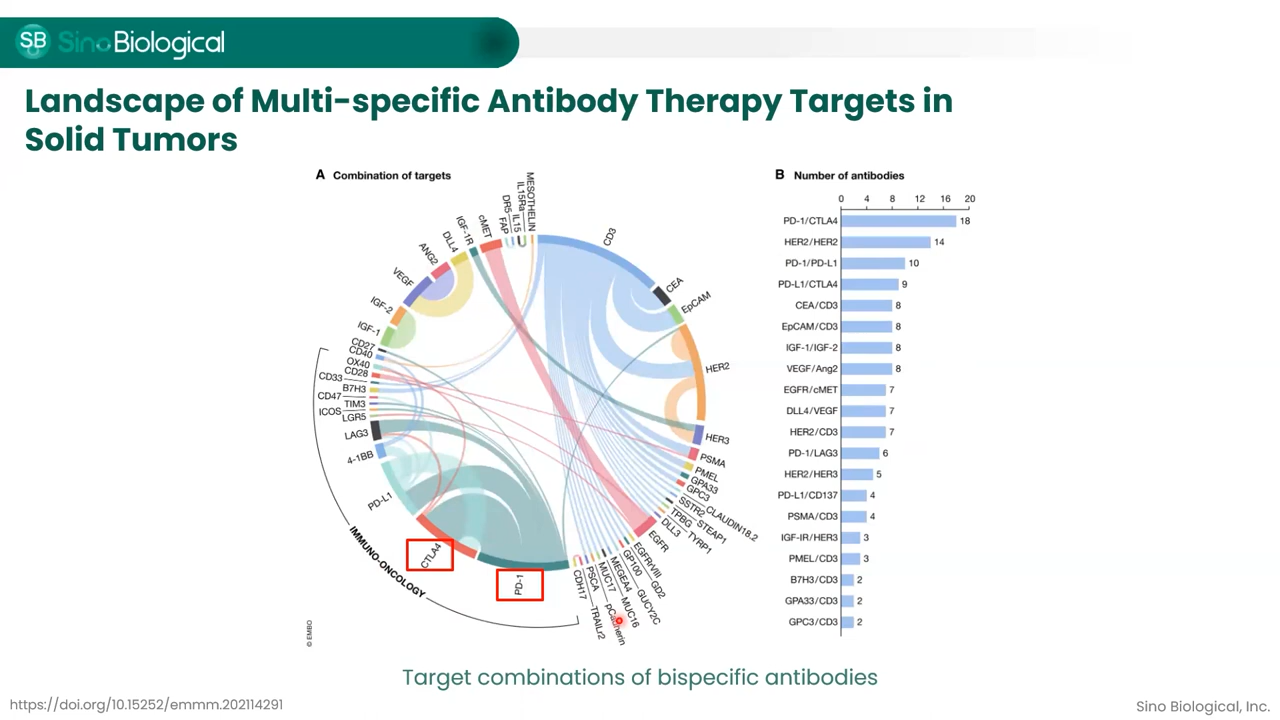 SB SinoBiological
Landscape of Multi-specific Antibody Therapy Targets in
Solid Tumors
A Combination of targets
MESOTHELIN
IL15Ra
IL15
DR5
FAP
cMET
IGF-1R
DLL4
ANG2
VEGF
IGF-2
IGF-1
CD27
CD40
OX40
CD28
CD33
B7H3
CD47
TIM3
ICOS
LGR5
LAG3
4-1BB
PD-L1
CTLA4
PD-1
IMMUNO-ONCOLOGY
CD3
CEA
EpCAM
HER2
HER3
PSMA
PMEL
GPA33
GPC3
CLAUDIN18.2
SSTR2
STEAP1
TPBG
TYRP1
DLL3
EGFR
EGFRvIII
GD2
GP100
GUCY2C
MEGEA4
MUC16
MUC17
pCadherin
PSCA
TRAILr2
CDH17
© EMBO
B Number of antibodies
0 4 8 12 16 20
PD-1/CTLA4 18
HER2/HER2 14
PD-1/PD-L1 10
PD-L1/CTLA4 9
CEA/CD3 8
EpCAM/CD3 8
IGF-1/IGF-2 8
VEGF/Ang2 8
EGFR/cMET 7
DLL4/VEGF 7
HER2/CD3 7
PD-1/LAG3 6
HER2/HER3 5
PD-L1/CD137 4
PSMA/CD3 4
IGF-IR/HER3 3
PMEL/CD3 3
B7H3/CD3 2
GPA33/CD3 2
GPC3/CD3 2
Target combinations of bispecific antibodies
https://doi.org/10.15252/emmm.202114291
Sino Biological, Inc.